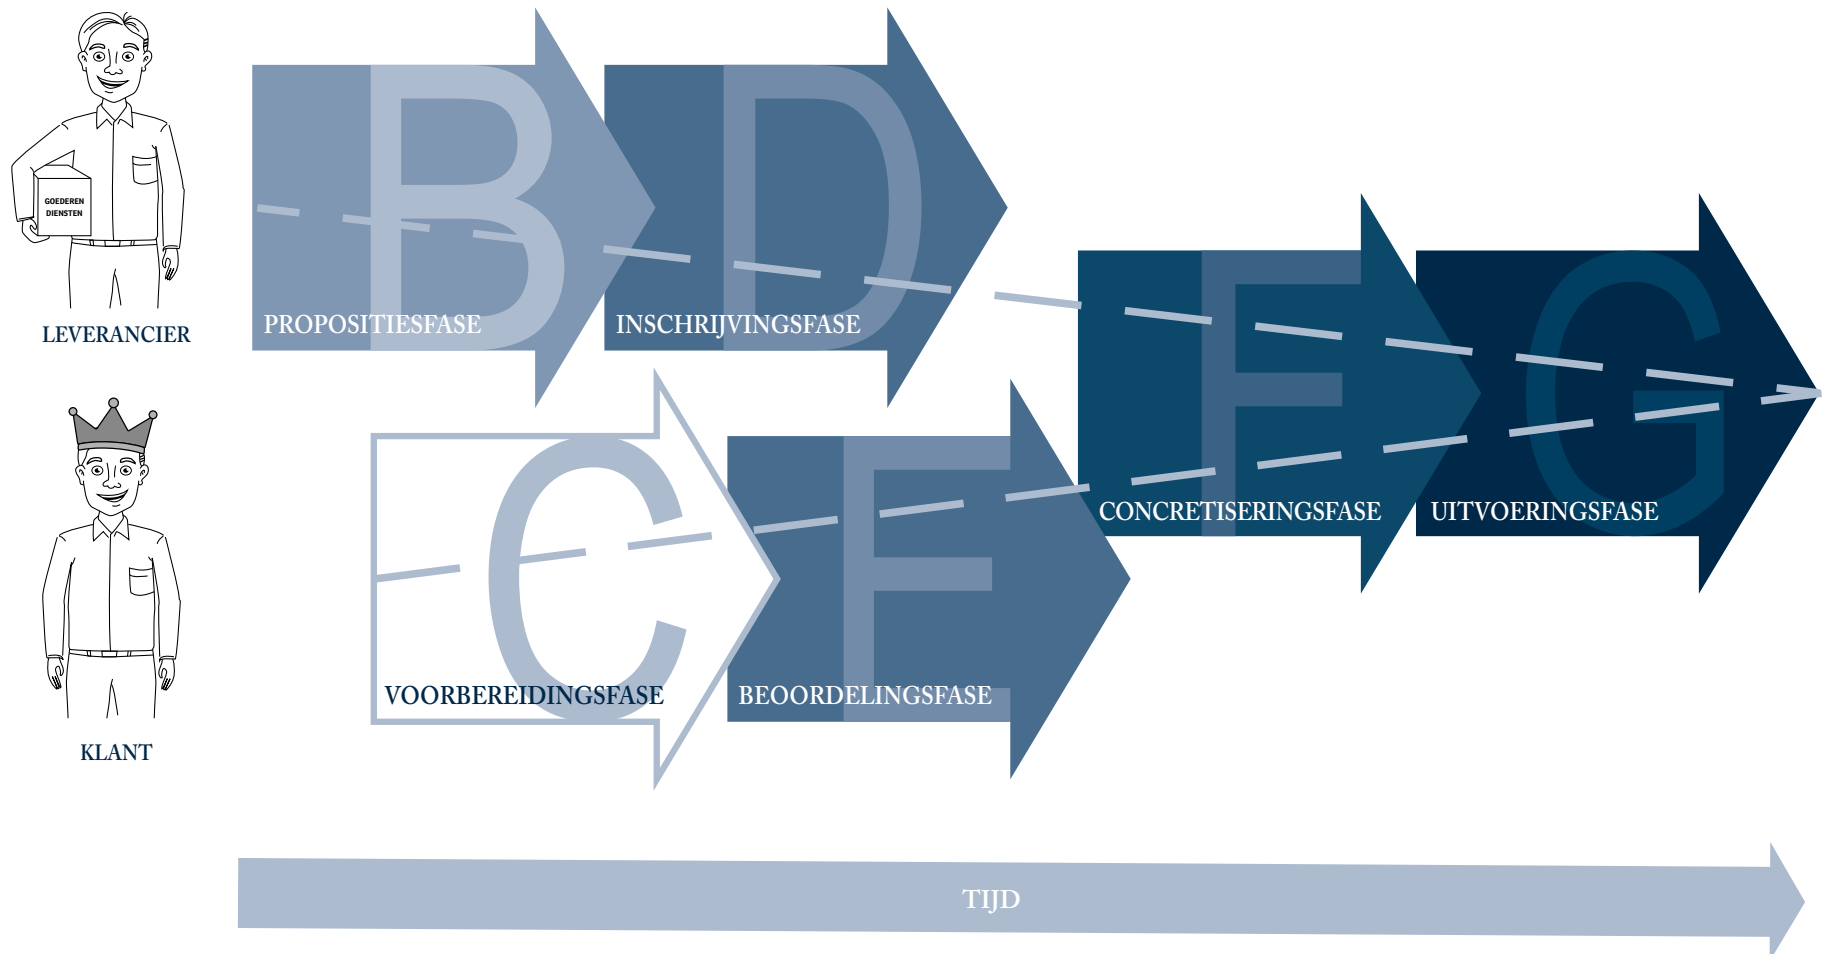 GOEDEREN
DIENSTEN
LEVERANCIER
B
PROPOSITIESFASE
D
INSCHRIJVINGSFASE
C
VOORBEREIDINGSFASE
E
BEOORDELINGSFASE
F
CONCRETISERINGSFASE
G
UITVOERINGSFASE
KLANT
TIJD